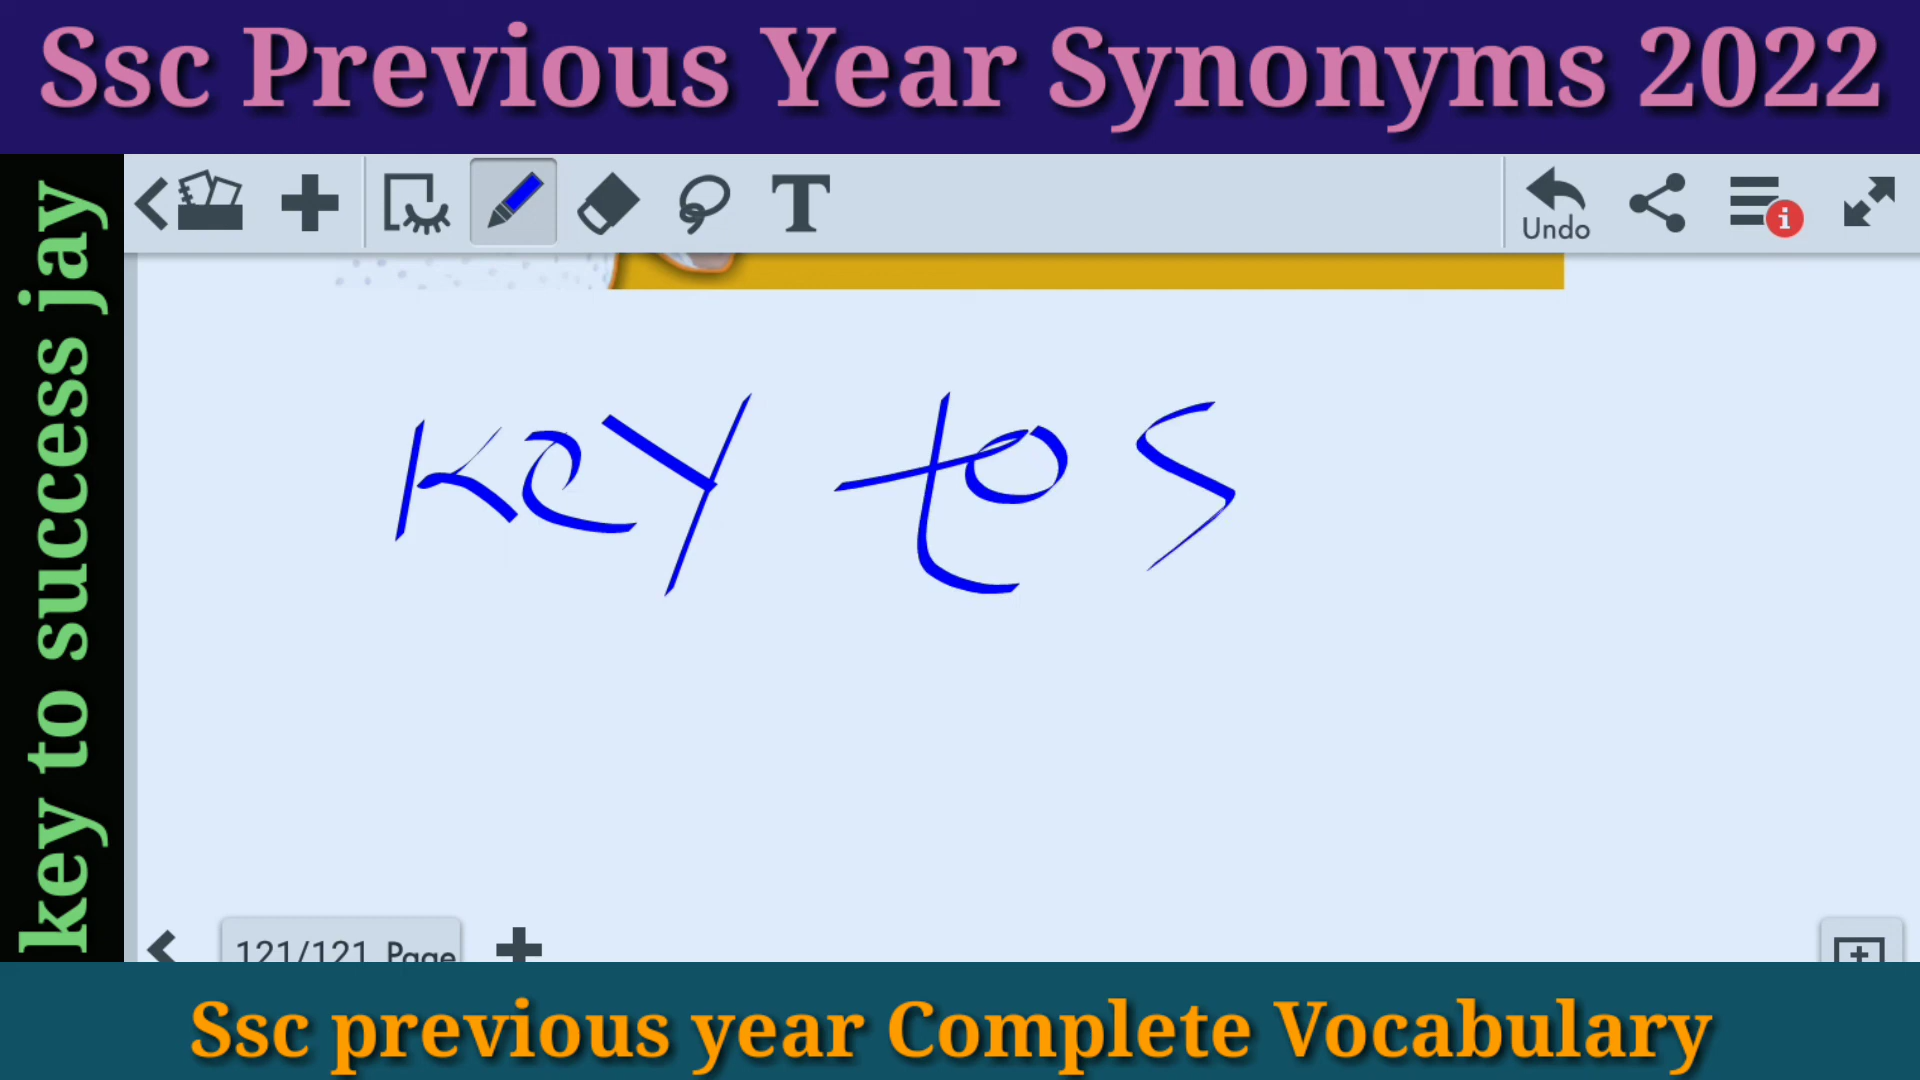 Ssc Previous Year Synonyms 2022
key to success jay
T
Undo
i
Key to S
121/121 Page
Ssc previous year Complete Vocabulary